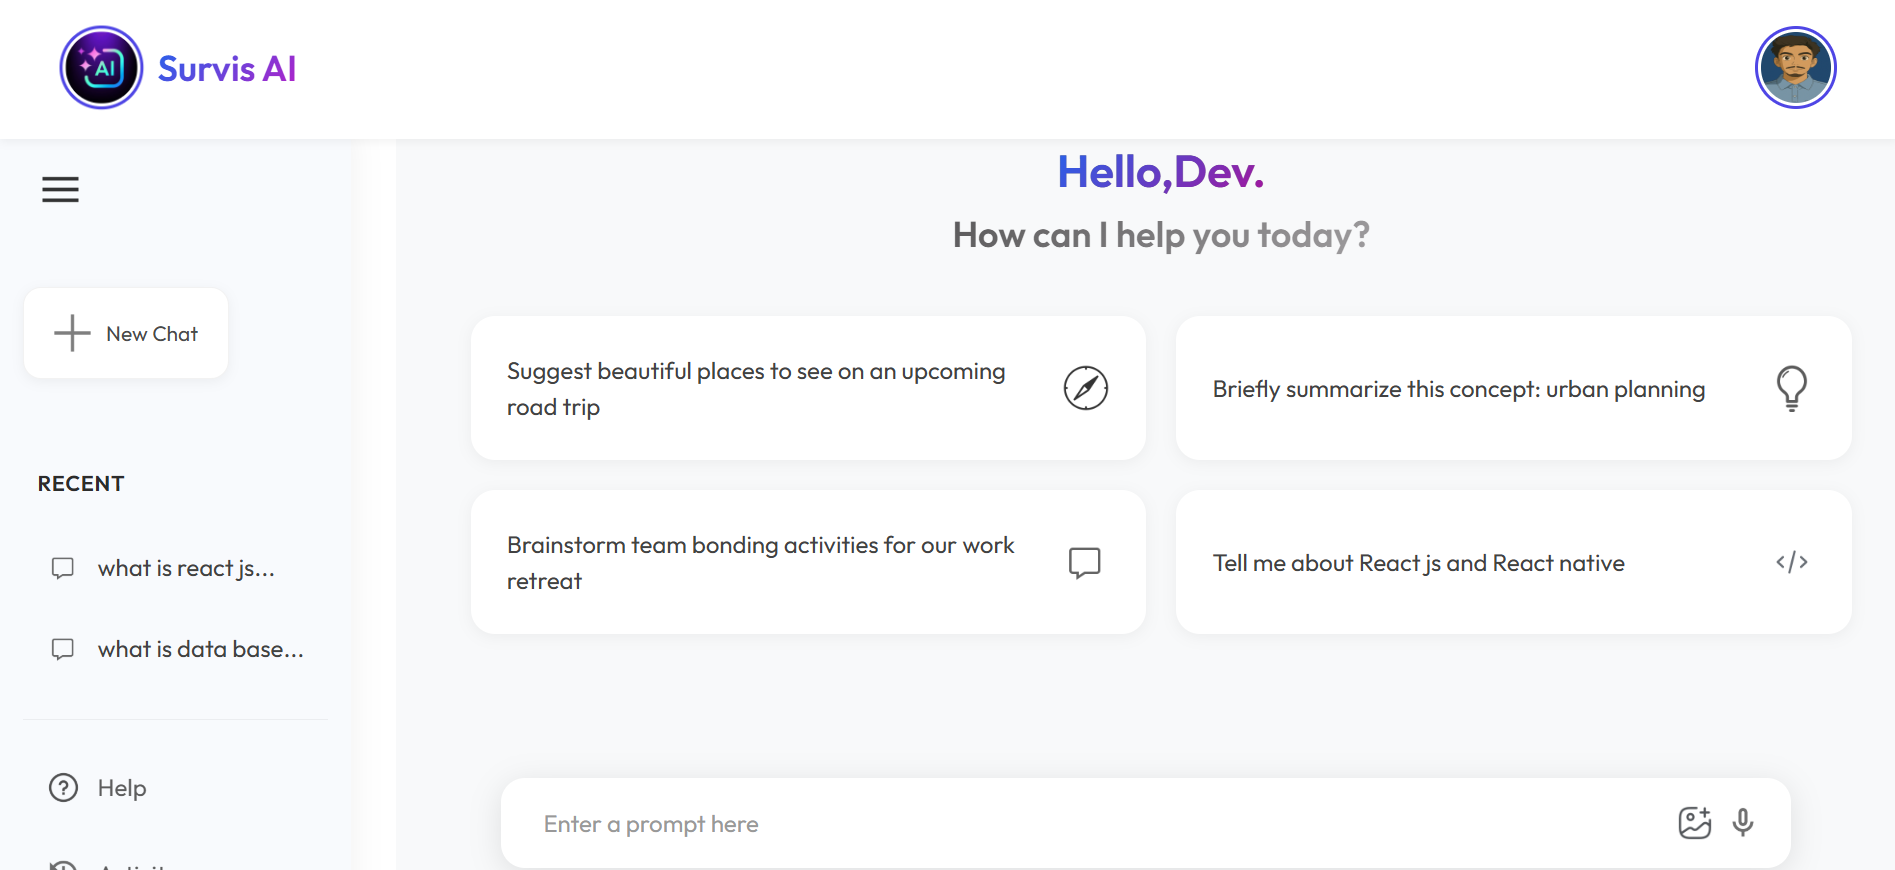 AI
Survis AI
New Chat
RECENT
what is react js...
what is data base...
Help
Hello,Dev.
How can I help you today?
Suggest beautiful places to see on an upcoming
road trip
Briefly summarize this concept: urban planning
Brainstorm team bonding activities for our work
retreat
Tell me about React js and React native
Enter a prompt here